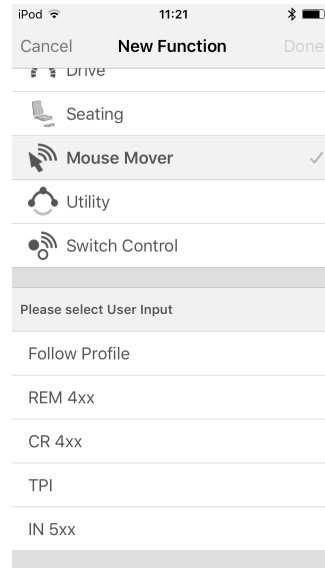 iPod 11:21
Cancel New Function Done
Drive
Seating
Mouse Mover
Utility
Switch Control
Please select User Input
Follow Profile
REM 4xx
CR 4xx
TPI
IN 5xx